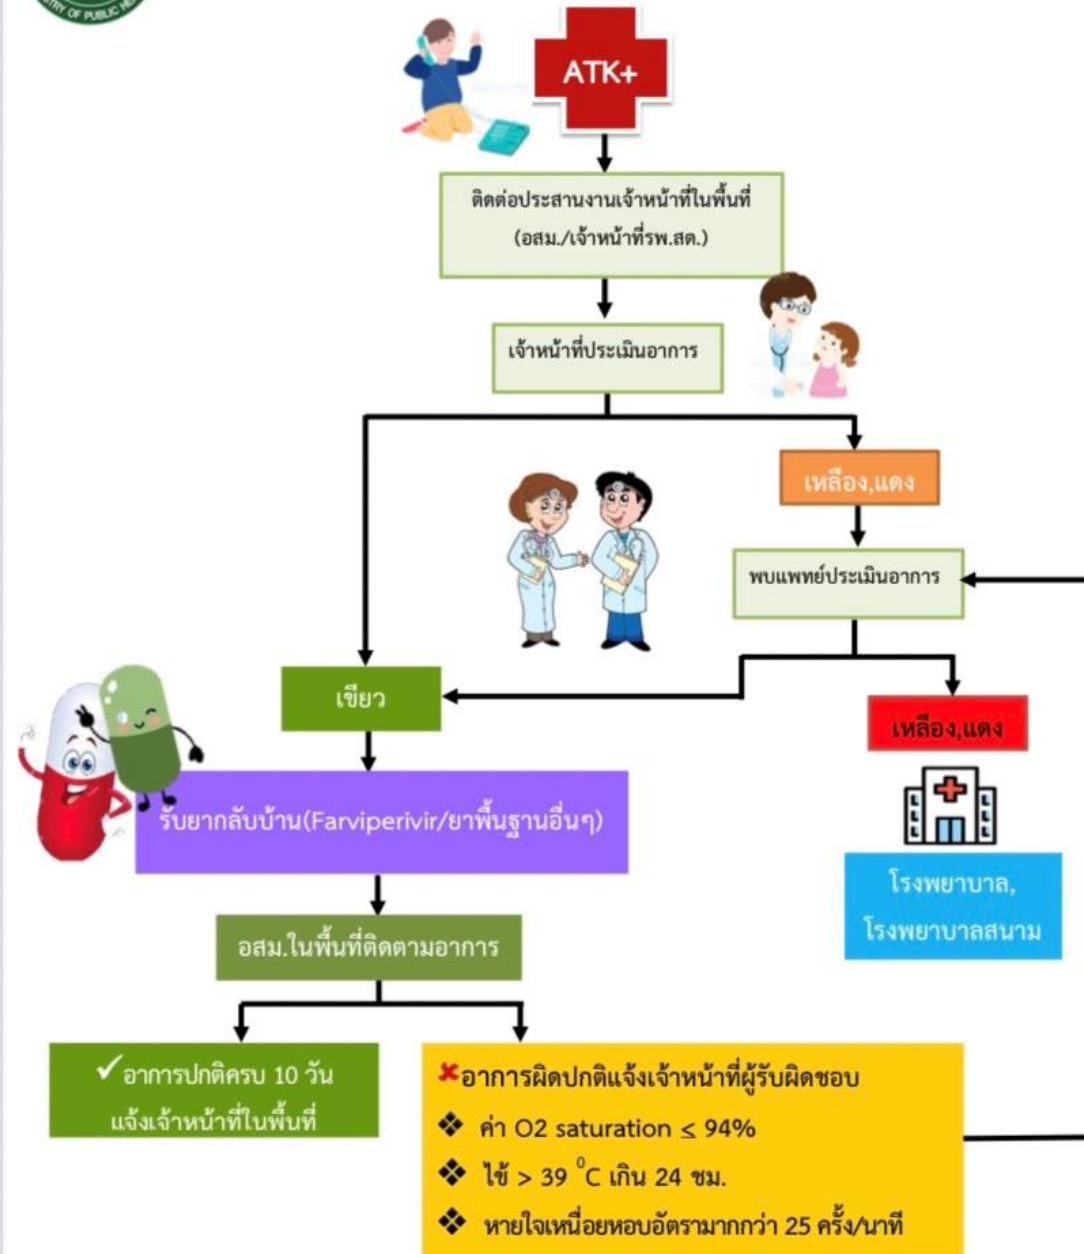 TRY OF PUBLIC HE
ATK+
ติดต่อประสานงานเจ้าหน้าที่ในพื้นที่
(อสม./เจ้าหน้าที่รพ.สต.)
เจ้าหน้าที่ประเมินอาการ
เหลือง,แดง
พบแพทย์ประเมินอาการ
เขียว
เหลือง,แดง
รับยากลับบ้าน(Farviperivir/ยาพื้นฐานอื่นๆ)
โรงพยาบาล,
โรงพยาบาลสนาม
อสม.ในพื้นที่ติดตามอาการ
✓อาการปกติครบ 10 วัน
แจ้งเจ้าหน้าที่ในพื้นที่
✘อาการผิดปกติแจ้งเจ้าหน้าที่ผู้รับผิดชอบ
❖ ค่า O2 saturation ≤ 94%
❖ ไข้ > 39 ⁰C เกิน 24 ชม.
❖ หายใจเหนื่อยหอบอัตรามากกว่า 25 ครั้ง/นาที